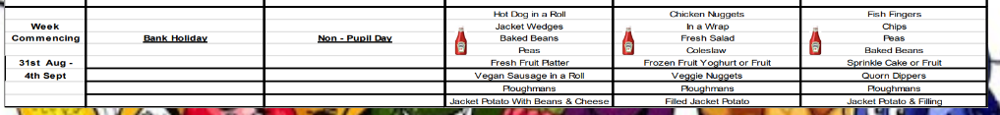 Hot Dog in a Roll Chicken Nuggets Fish Fingers
Week Jacket Wedges In a Wrap Chips
Commencing Bank Holiday Non - Pupil Day Baked Beans Fresh Salad Peas
Peas Coleslaw Baked Beans
31st Aug - Fresh Fruit Platter Frozen Fruit Yoghurt or Fruit Sprinkle Cake or Fruit
4th Sept Vegan Sausage in a Roll Veggie Nuggets Quorn Dippers
Ploughmans Ploughmans Ploughmans
Jacket Potato With Beans & Cheese Filled Jacket Potato Jacket Potato & Filling